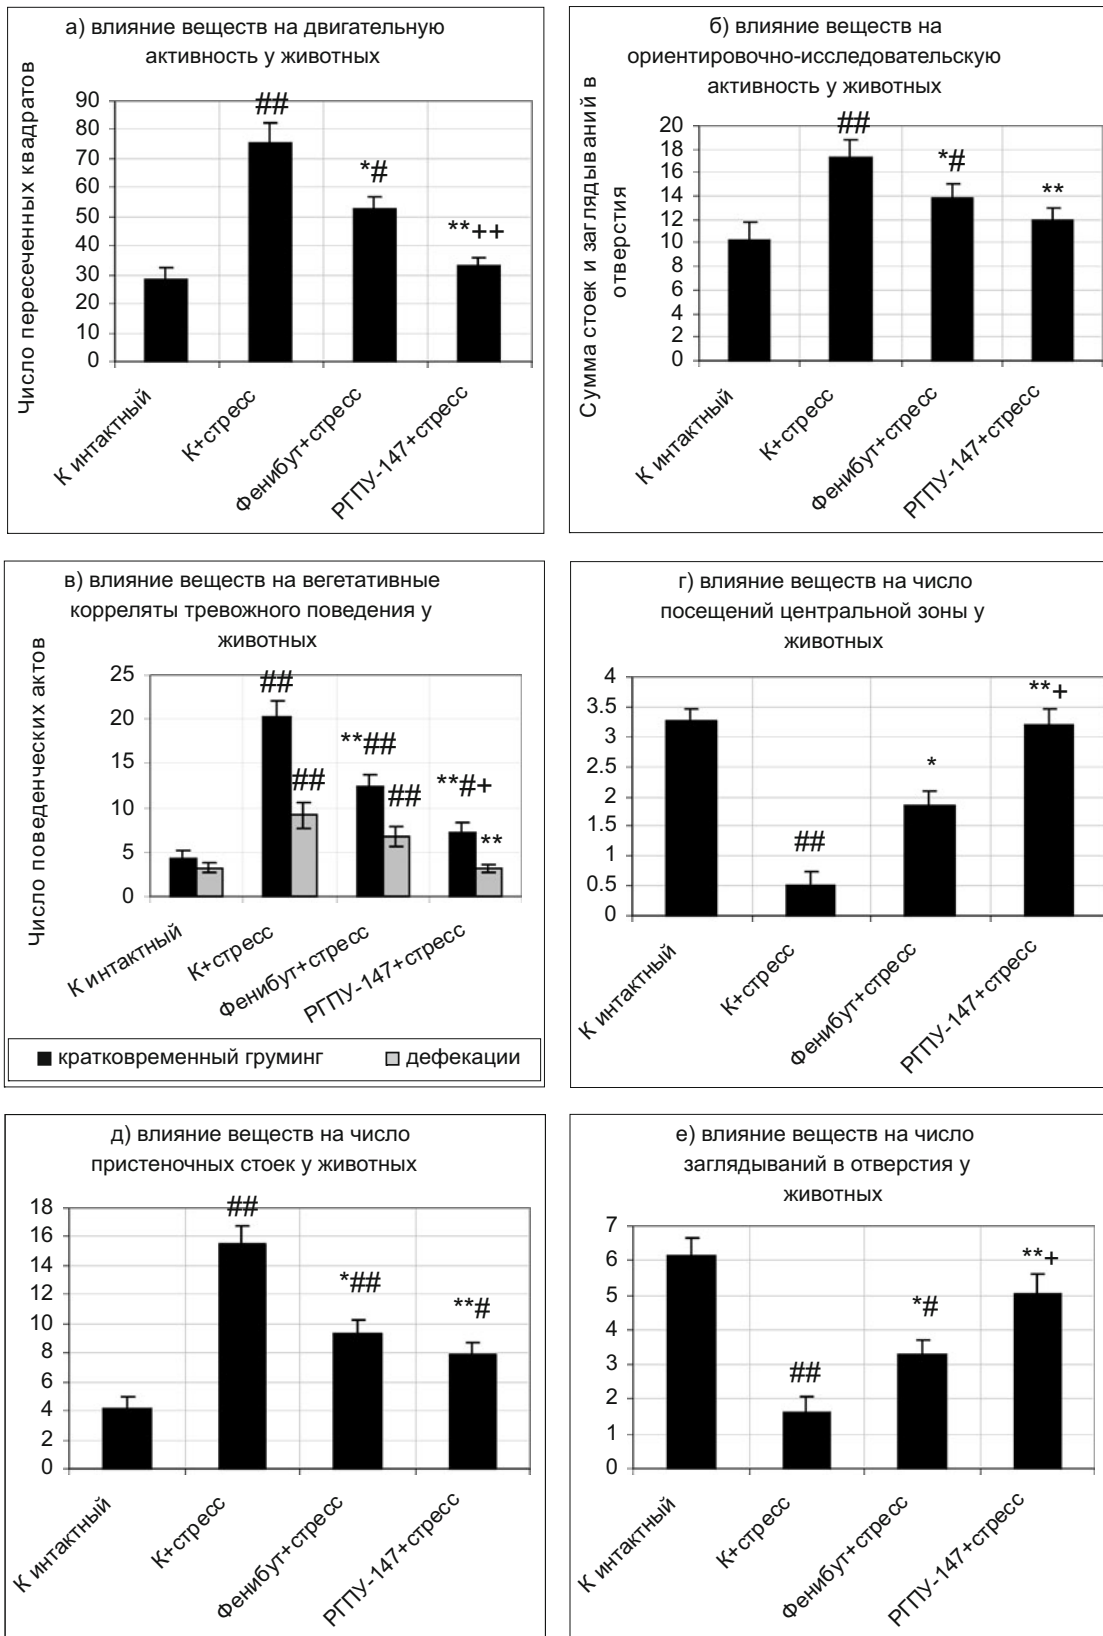 а) влияние веществ на двигательную
активность у животных
Число пересеченных квадратов
90
80
70
60
50
40
30
20
10
0
##
*#
**++
К интактный
К+стресс
Фенибут+стресс
РГПУ-147+стресс
б) влияние веществ на
ориентировочно-исследовательскую
активность у животных
Сумма стоек и заглядываний в
отверстия
20
18
16
14
12
10
8
6
4
2
0
##
*#
**
К интактный
К+стресс
Фенибут+стресс
РГПУ-147+стресс
в) влияние веществ на вегетативные
корреляты тревожного поведения у
животных
Число поведенческих актов
25
20
15
10
5
0
##
##
**##
##
**#+
**
К интактный
К+стресс
Фенибут+стресс
РГПУ-147+стресс
кратковременный груминг
дефекации
г) влияние веществ на число
посещений центральной зоны у
животных
4
3.5
3
2.5
2
1.5
1
0.5
0
##
*
**+
К интактный
К+стресс
Фенибут+стресс
РГПУ-147+стресс
д) влияние веществ на число
пристеночных стоек у животных
18
16
14
12
10
8
6
4
2
0
##
*##
**#
К интактный
К+стресс
Фенибут+стресс
РГПУ-147+стресс
е) влияние веществ на число
заглядываний в отверстия у
животных
7
6
5
4
3
2
1
0
##
*#
**+
К интактный
К+стресс
Фенибут+стресс
РГПУ-147+стресс